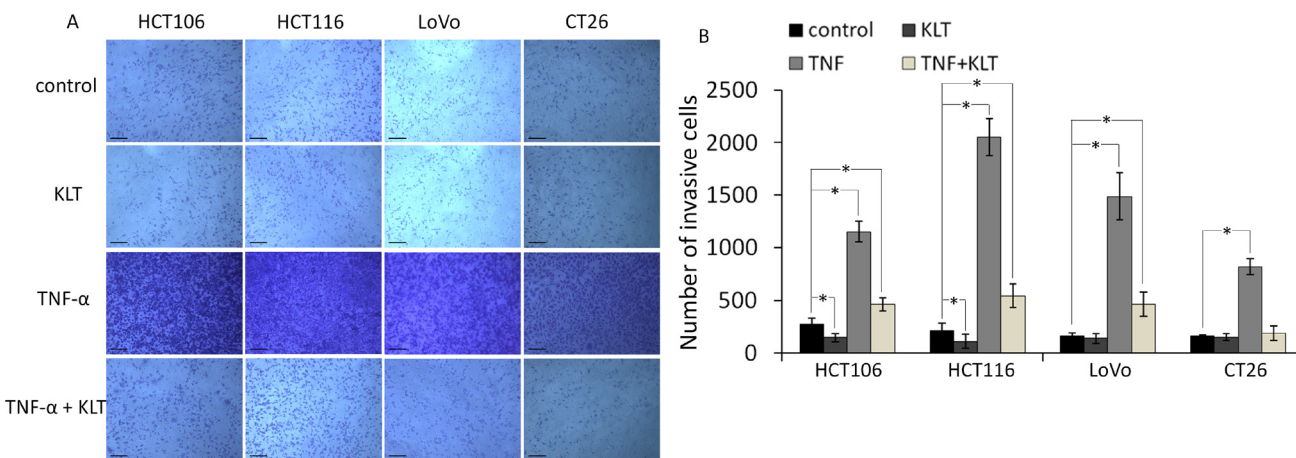 A
HCT106 HCT116 LoVo CT26
control
KLT
TNF-α
TNF-α + KLT
B
control KLT
TNF TNF+KLT
Number of invasive cells
2500
2000
1500
1000
500
0
* * *
* * *
* *
*
HCT106 HCT116 LoVo CT26